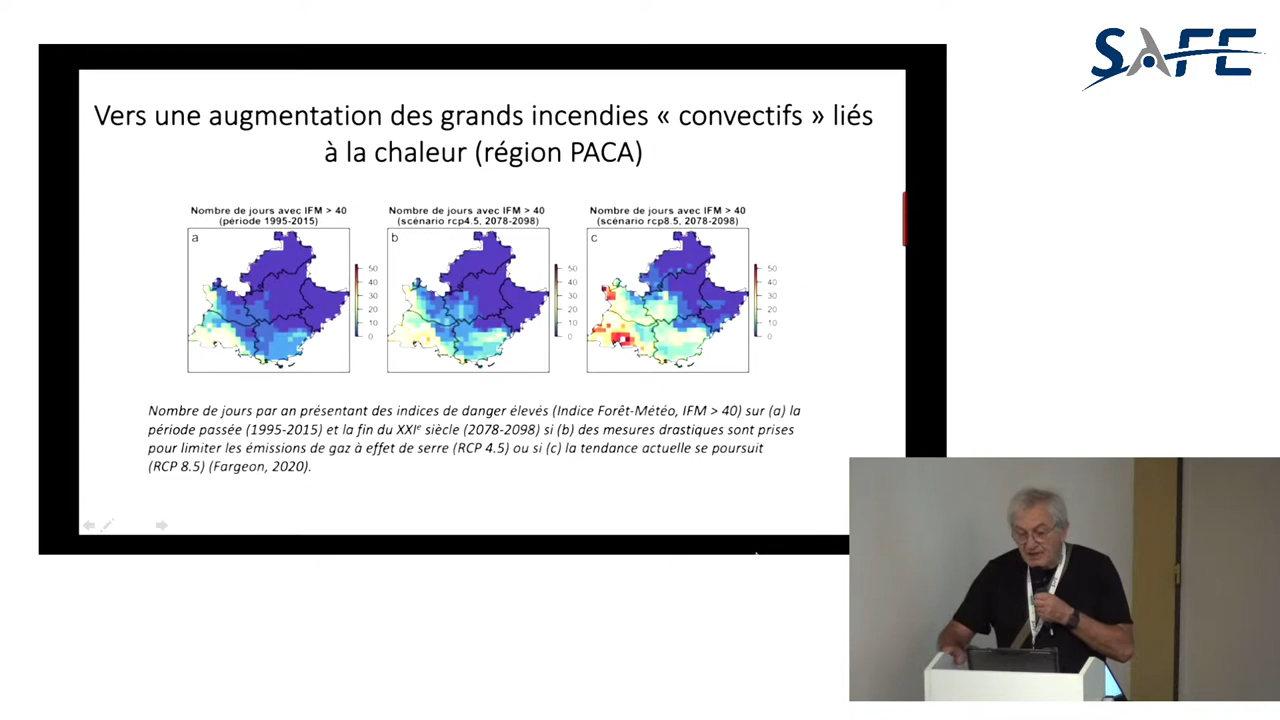 SAFE
Vers une augmentation des grands incendies « convectifs » liés
à la chaleur (région PACA)
Nombre de jours avec IFM > 40
(période 1995-2015)
a
50
40
30
20
10
0
Nombre de jours avec IFM > 40
(scénario rcp4.5, 2078-2098)
b
50
40
30
20
10
0
Nombre de jours avec IFM > 40
(scénario rcp8.5, 2078-2098)
c
50
40
30
20
10
0
Nombre de jours par an présentant des indices de danger élevés (Indice Forêt-Météo, IFM > 40) sur (a) la
période passée (1995-2015) et la fin du XXIe siècle (2078-2098) si (b) des mesures drastiques sont prises
pour limiter les émissions de gaz à effet de serre (RCP 4.5) ou si (c) la tendance actuelle se poursuit
(RCP 8.5) (Fargeon, 2020).